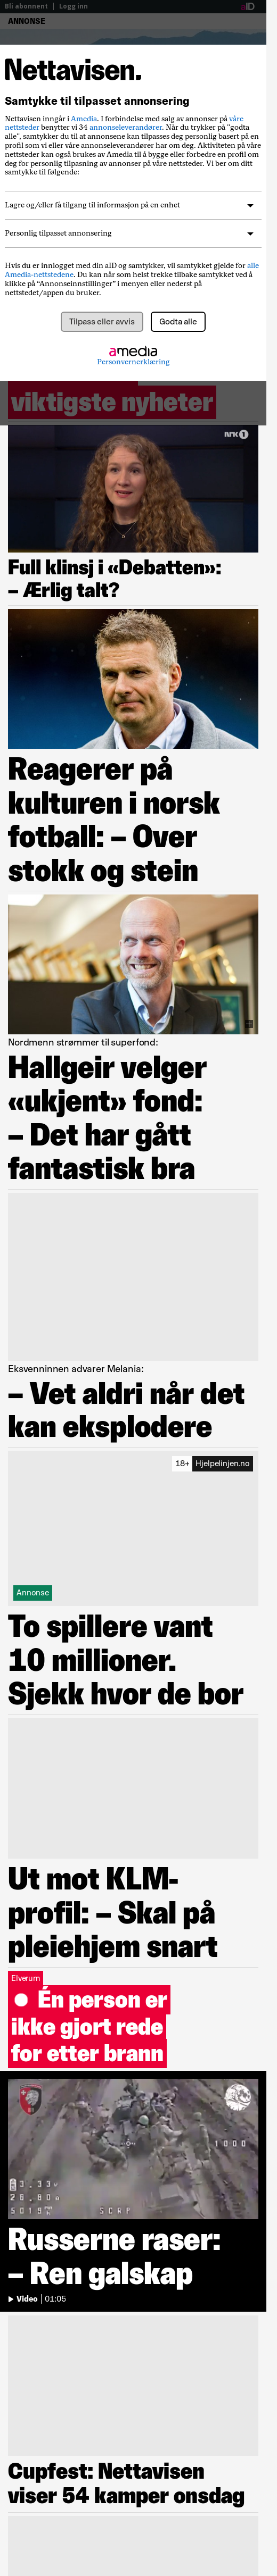 Bli abonnent | Logg inn
aID
ANNONSE
Nettavisen.
Samtykke til tilpasset annonsering
Nettavisen inngår i Amedia. I forbindelse med salg av annonser på våre
nettsteder benytter vi 34 annonseleverandører. Når du trykker på "godta
alle", samtykker du til at annonsene kan tilpasses deg personlig basert på en
profil som vi eller våre annonseleverandører har om deg. Aktiviteten på våre
nettsteder kan også brukes av Amedia til å bygge eller forbedre en profil om
deg for personlig tilpasning av annonser på våre nettsteder. Vi ber om ditt
samtykke til følgende:
Lagre og/eller få tilgang til informasjon på en enhet
Personlig tilpasset annonsering
Hvis du er innlogget med din aID og samtykker, vil samtykket gjelde for alle
Amedia-nettstedene. Du kan når som helst trekke tilbake samtykket ved å
klikke på “Annonseinnstillinger” i menyen eller nederst på
nettstedet/appen du bruker.
Tilpass eller avvis
Godta alle
amedia
Personvernerklæring
viktigste nyheter
NRK 1
Full klinsj i «Debatten»:
– Ærlig talt?
Reagerer på
kulturen i norsk
fotball: – Over
stokk og stein
Nordmenn strømmer til superfond:
Hallgeir velger
«ukjent» fond:
– Det har gått
fantastisk bra
Eksvenninnen advarer Melania:
– Vet aldri når det
kan eksplodere
18+ Hjelpelinjen.no
Annonse
To spillere vant
10 millioner.
Sjekk hvor de bor
Ut mot KLM-
profil: – Skal på
pleiehjem snart
Elverum
Én person er
ikke gjort rede
for etter brann
1000
Russerne raser:
– Ren galskap
Video | 01:05
Cupfest: Nettavisen
viser 54 kamper onsdag